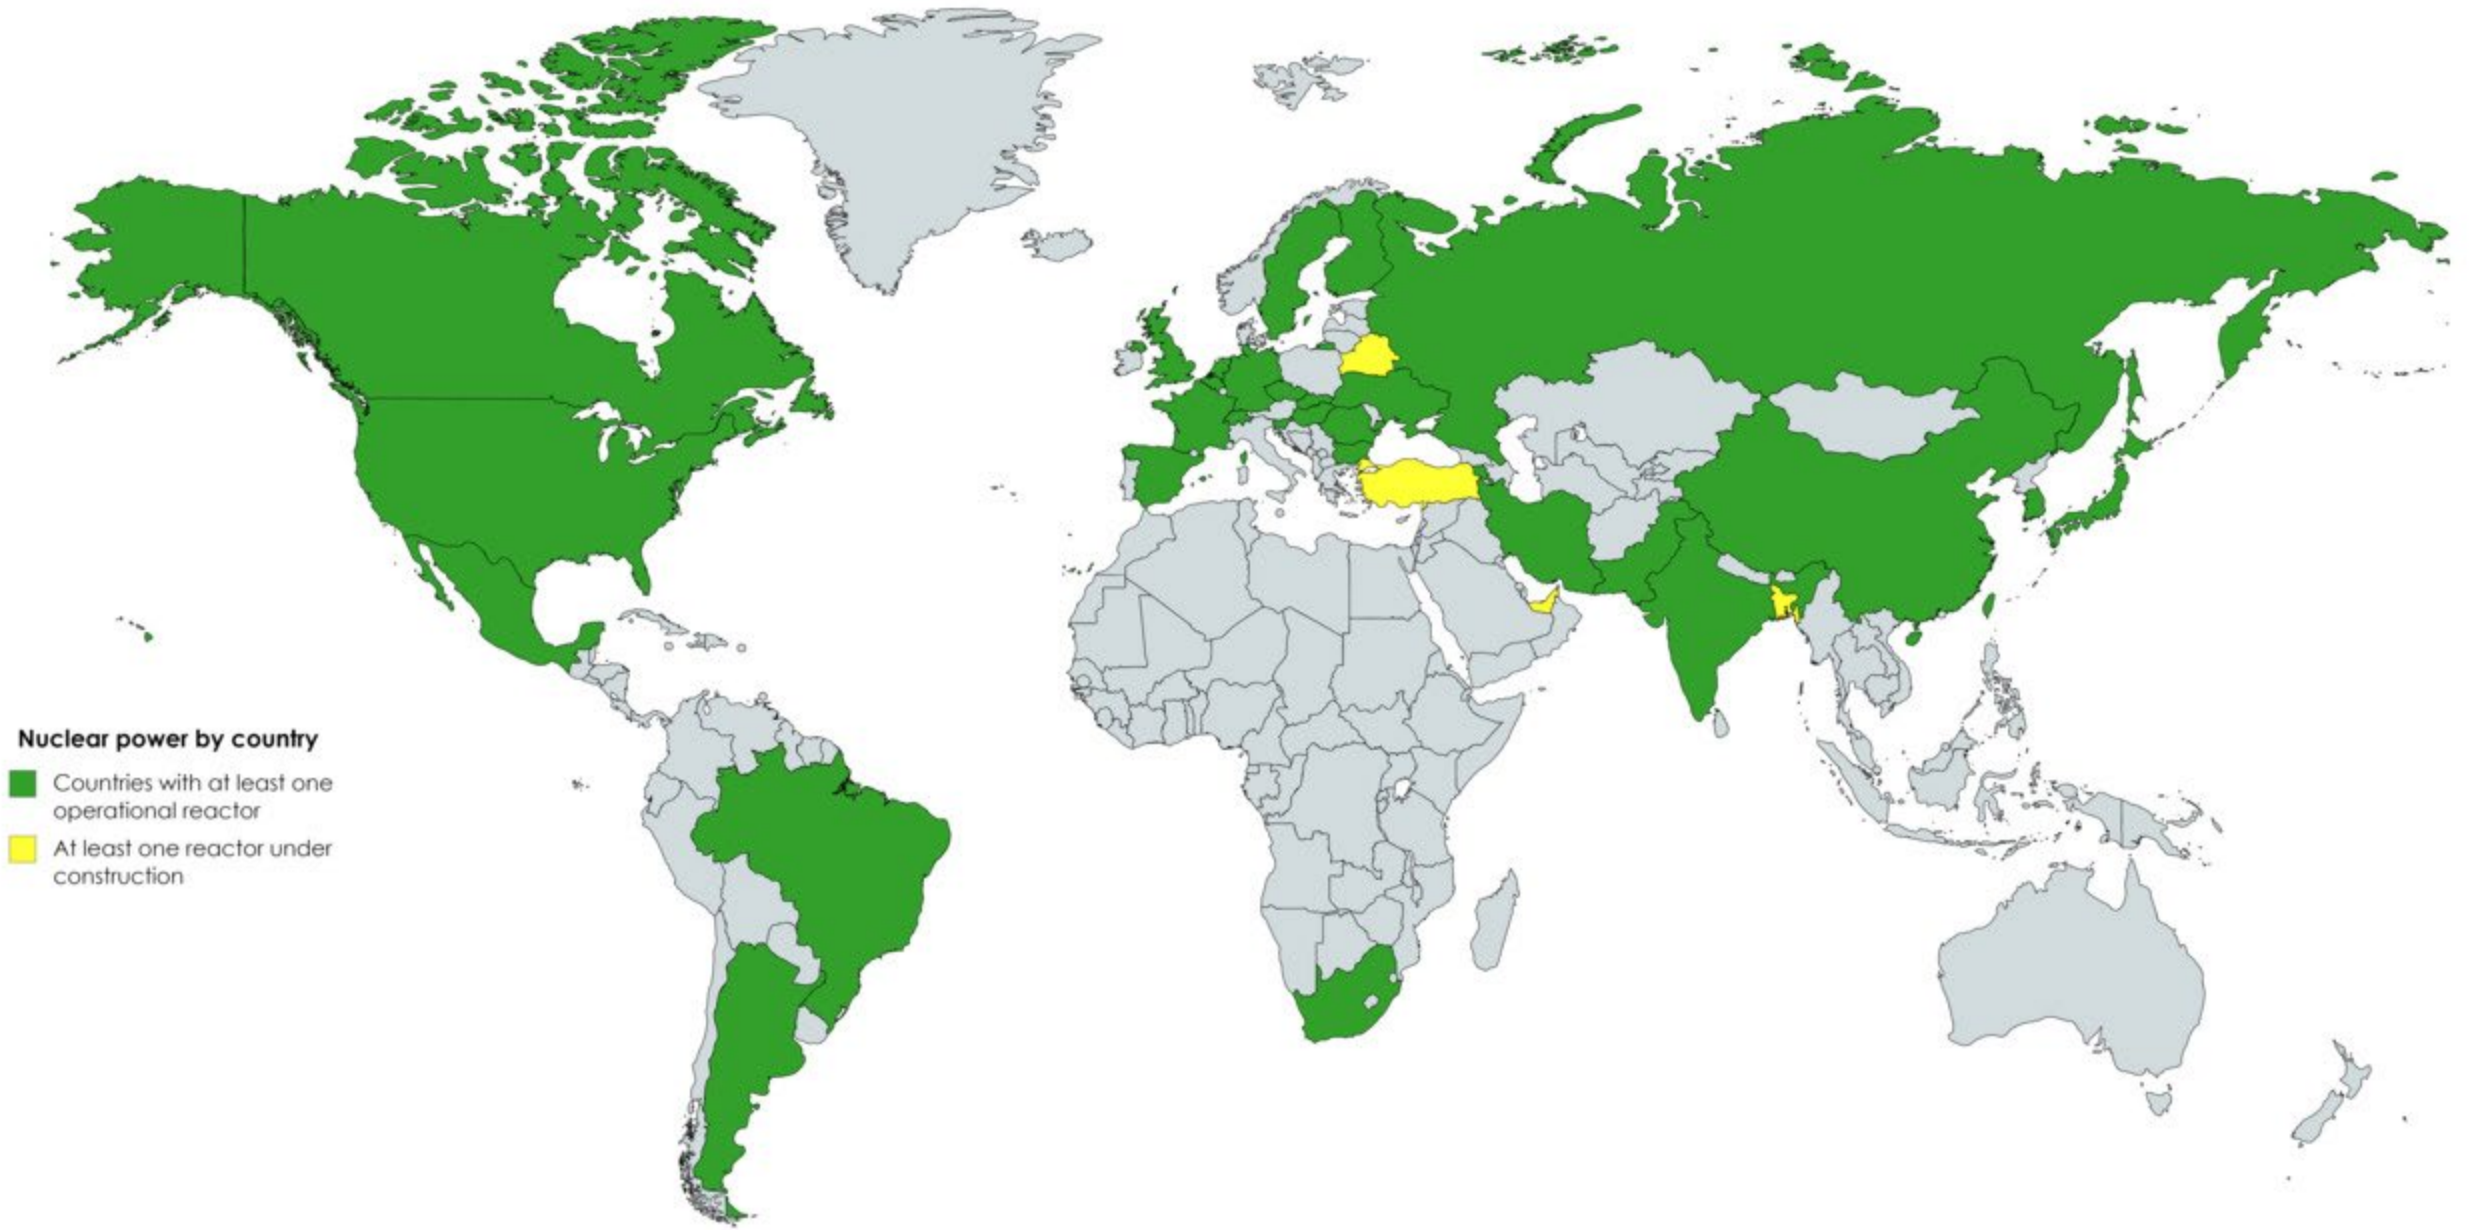 Nuclear power by country
Countries with at least one
operational reactor
At least one reactor under
construction